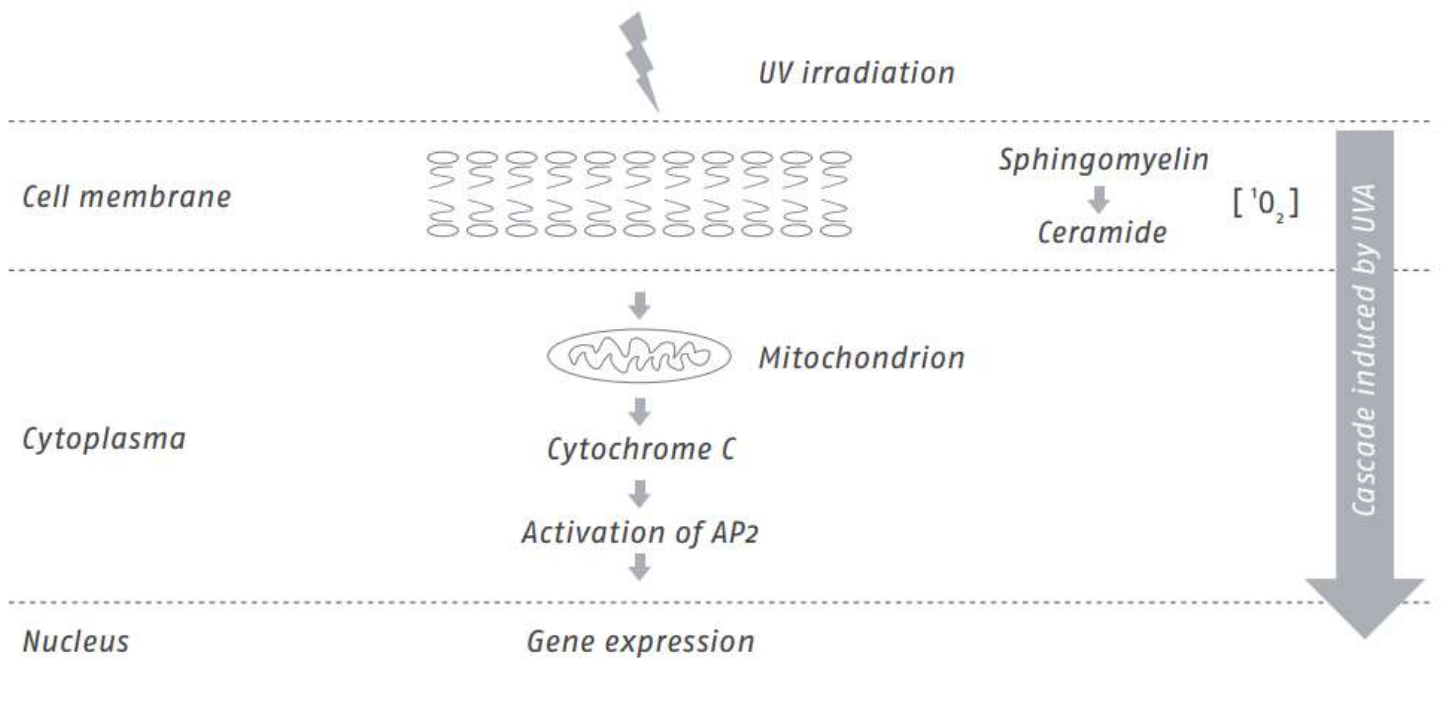 UV irradiation
Cell membrane
Sphingomyelin
Ceramide
[ ¹O₂ ]
Cascade induced by UVA
Mitochondrion
Cytoplasma
Cytochrome C
Activation of AP2
Nucleus
Gene expression